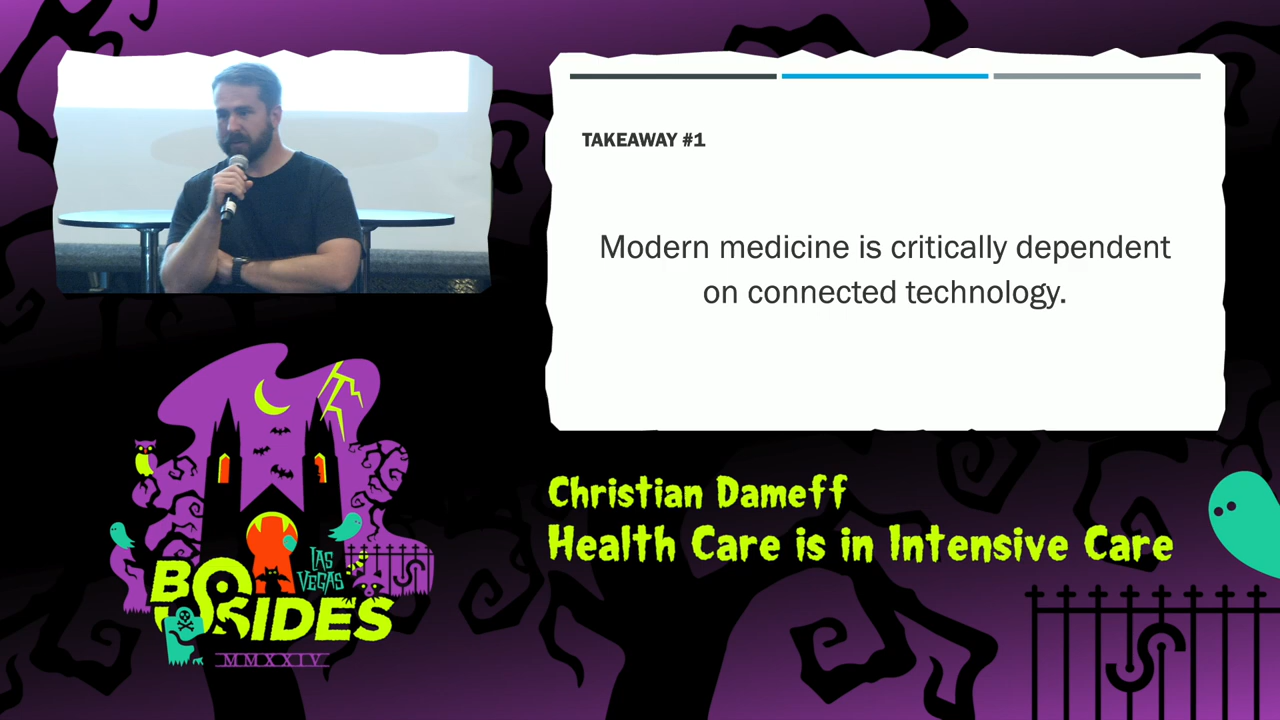 TAKEAWAY #1
Modern medicine is critically dependent
on connected technology.
Christian Dameff
Health Care is in Intensive Care
LAS
VEGAS
BSIDES
MMXXIV